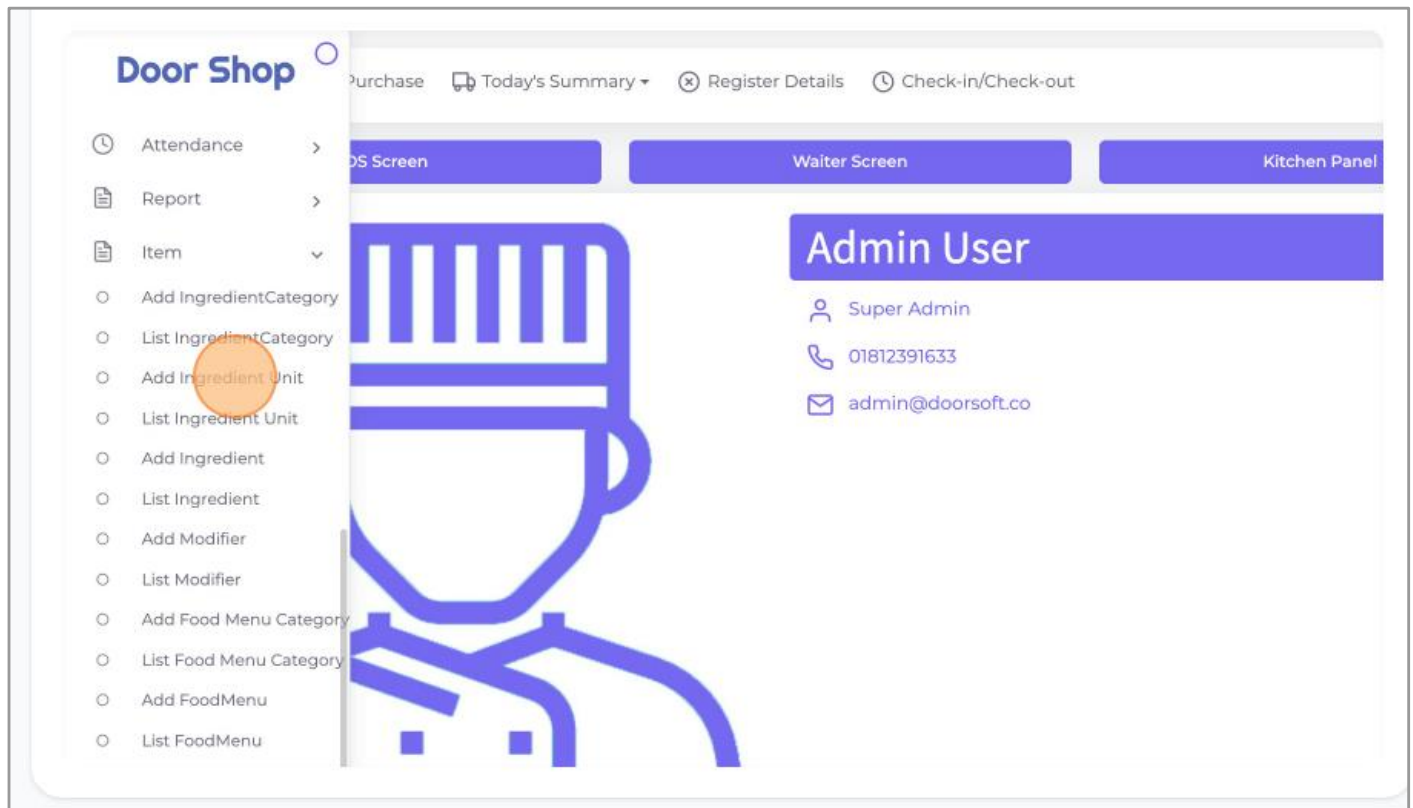 Door Shop
Purchase Today's Summary Register Details Check-in/Check-out
Attendance
Report
Item
Add IngredientCategory
List IngredientCategory
Add Ingredient Unit
List Ingredient Unit
Add Ingredient
List Ingredient
Add Modifier
List Modifier
Add Food Menu Category
List Food Menu Category
Add FoodMenu
List FoodMenu
OS Screen Waiter Screen Kitchen Panel
Admin User
Super Admin
01812391633
admin@doorsoft.co